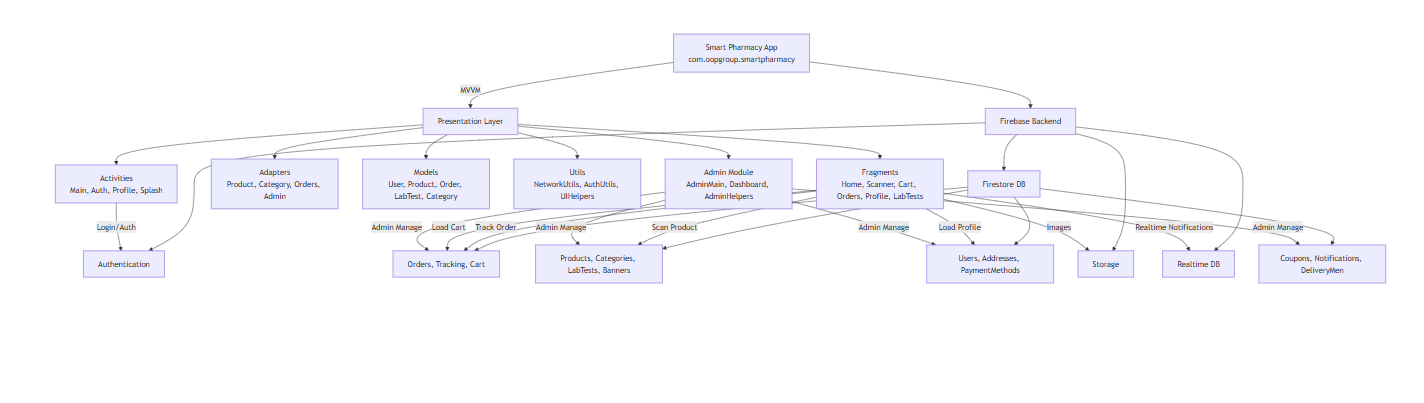 Smart Pharmacy App
com.oopgroup.smartpharmacy
MVVM
Presentation Layer
Firebase Backend
Activities
Main, Auth, Profile, Splash
Adapters
Product, Category, Orders,
Admin
Models
User, Product, Order,
LabTest, Category
Utils
NetworkUtils, AuthUtils,
UIHelpers
Admin Module
AdminMain, Dashboard,
AdminHelpers
Fragments
Home, Scanner, Cart,
Orders, Profile, LabTests
Firestore DB
Login/Auth
Admin Manage
Load Cart
Track Order
Admin Manage
Scan Product
Admin Manage
Load Profile
Images
Realtime Notifications
Admin Manage
Authentication
Orders, Tracking, Cart
Products, Categories,
LabTests, Banners
Users, Addresses,
PaymentMethods
Storage
Realtime DB
Coupons, Notifications,
DeliveryMen